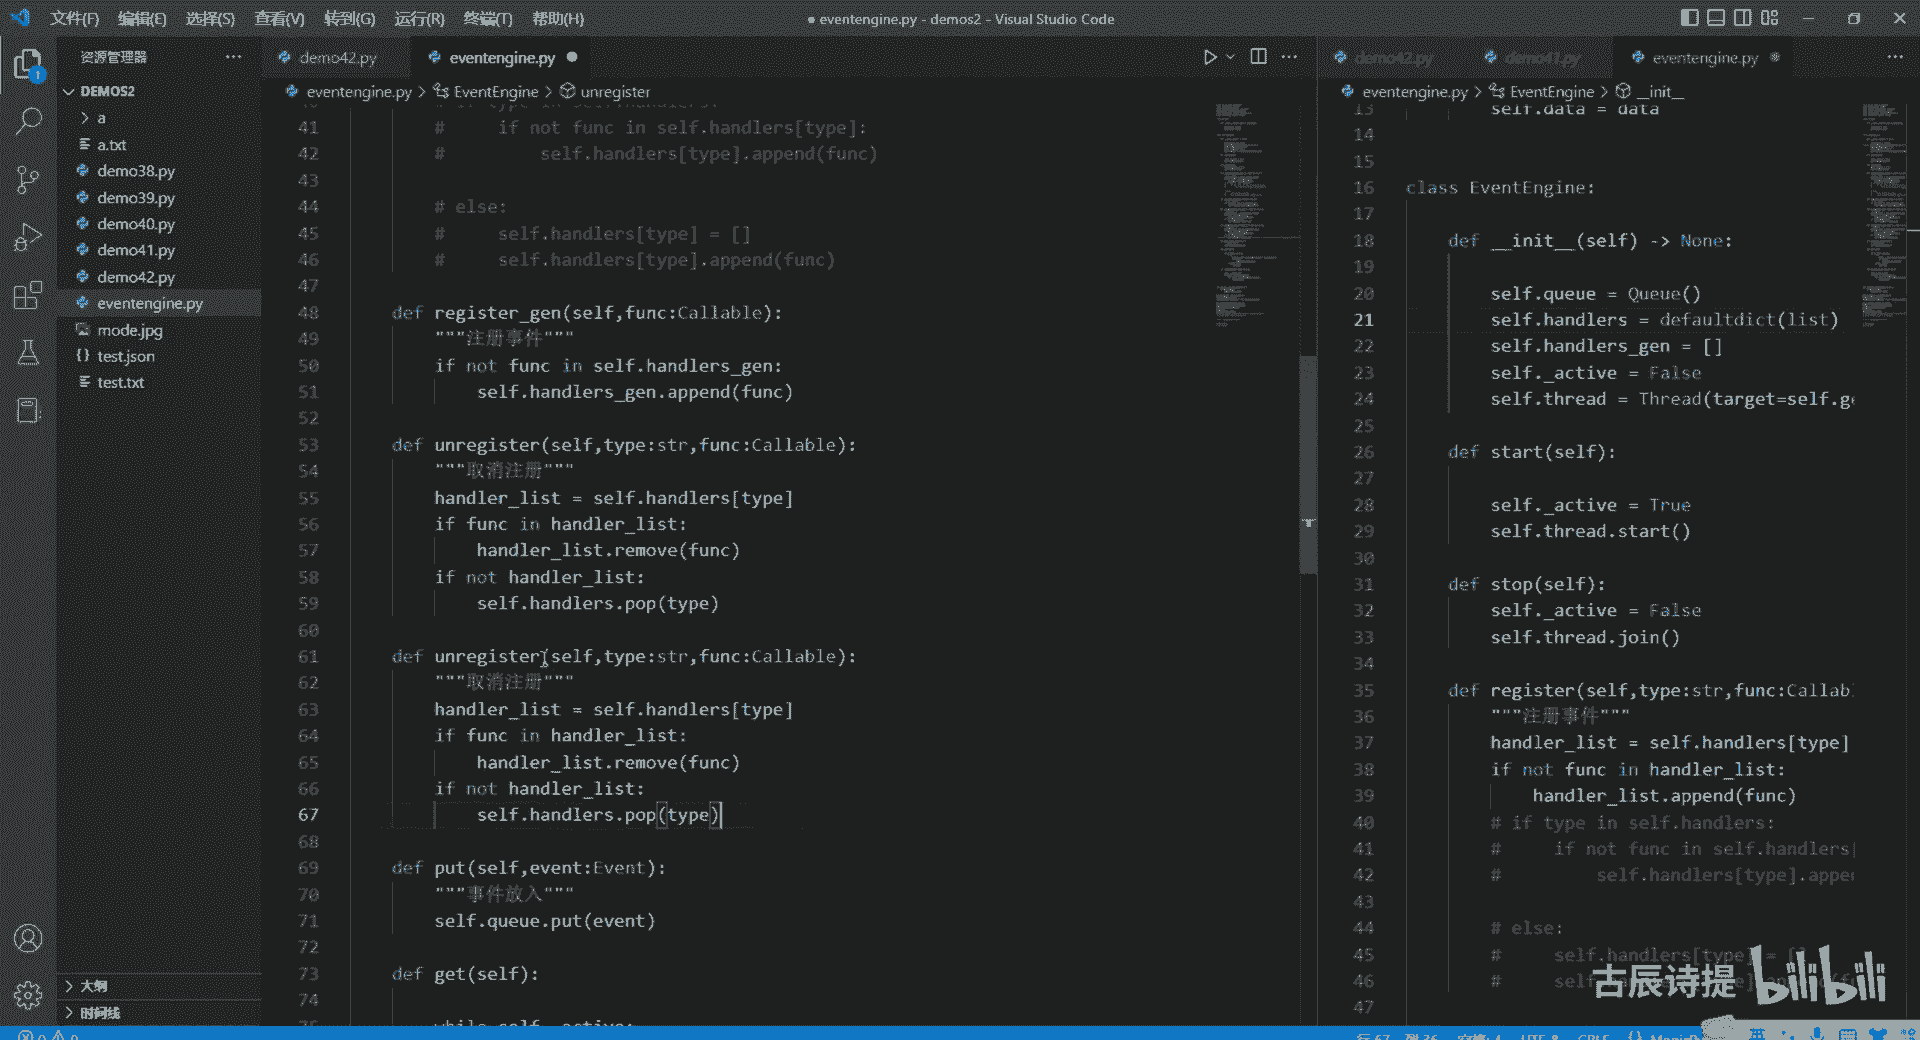 文件(F) 编辑(E) 选择(S) 查看(V) 转到(G) 运行(R) 终端(T) 帮助(H)
● eventengine.py - demos2 - Visual Studio Code
资源管理器
DEMOS2
a
a.txt
demo38.py
demo39.py
demo40.py
demo41.py
demo42.py
eventengine.py
mode.jpg
test.json
test.txt
大纲
时间线
demo42.py
eventengine.py
eventengine.py > EventEngine > unregister
41 # if not func in self.handlers[type]:
42 # self.handlers[type].append(func)
43
44 # else:
45 # self.handlers[type] = []
46 # self.handlers[type].append(func)
47
48 def register_gen(self,func:Callable):
49 """注册事件"""
50 if not func in self.handlers_gen:
51 self.handlers_gen.append(func)
52
53 def unregister(self,type:str,func:Callable):
54 """取消注册"""
55 handler_list = self.handlers[type]
56 if func in handler_list:
57 handler_list.remove(func)
58 if not handler_list:
59 self.handlers.pop(type)
60
61 def unregister(self,type:str,func:Callable):
62 """取消注册"""
63 handler_list = self.handlers[type]
64 if func in handler_list:
65 handler_list.remove(func)
66 if not handler_list:
67 self.handlers.pop(type)
68
69 def put(self,event:Event):
70 """事件放入"""
71 self.queue.put(event)
72
73 def get(self):
74
demo42.py
demo41.py
eventengine.py
eventengine.py > EventEngine > __init__
13 self.data = data
14
15
16 class EventEngine:
17
18 def __init__(self) -> None:
19
20 self.queue = Queue()
21 self.handlers = defaultdict(list)
22 self.handlers_gen = []
23 self._active = False
24 self.thread = Thread(target=self.ge
25
26 def start(self):
27
28 self._active = True
29 self.thread.start()
30
31 def stop(self):
32 self._active = False
33 self.thread.join()
34
35 def register(self,type:str,func:Callab
36 """注册事件"""
37 handler_list = self.handlers[type]
38 if not func in handler_list:
39 handler_list.append(func)
40 # if type in self.handlers:
41 # if not func in self.handlers[
42 # self.handlers[type].appe
43
44 # else:
45 # self.handlers[type] = [
46
47
古辰诗提
bilibili